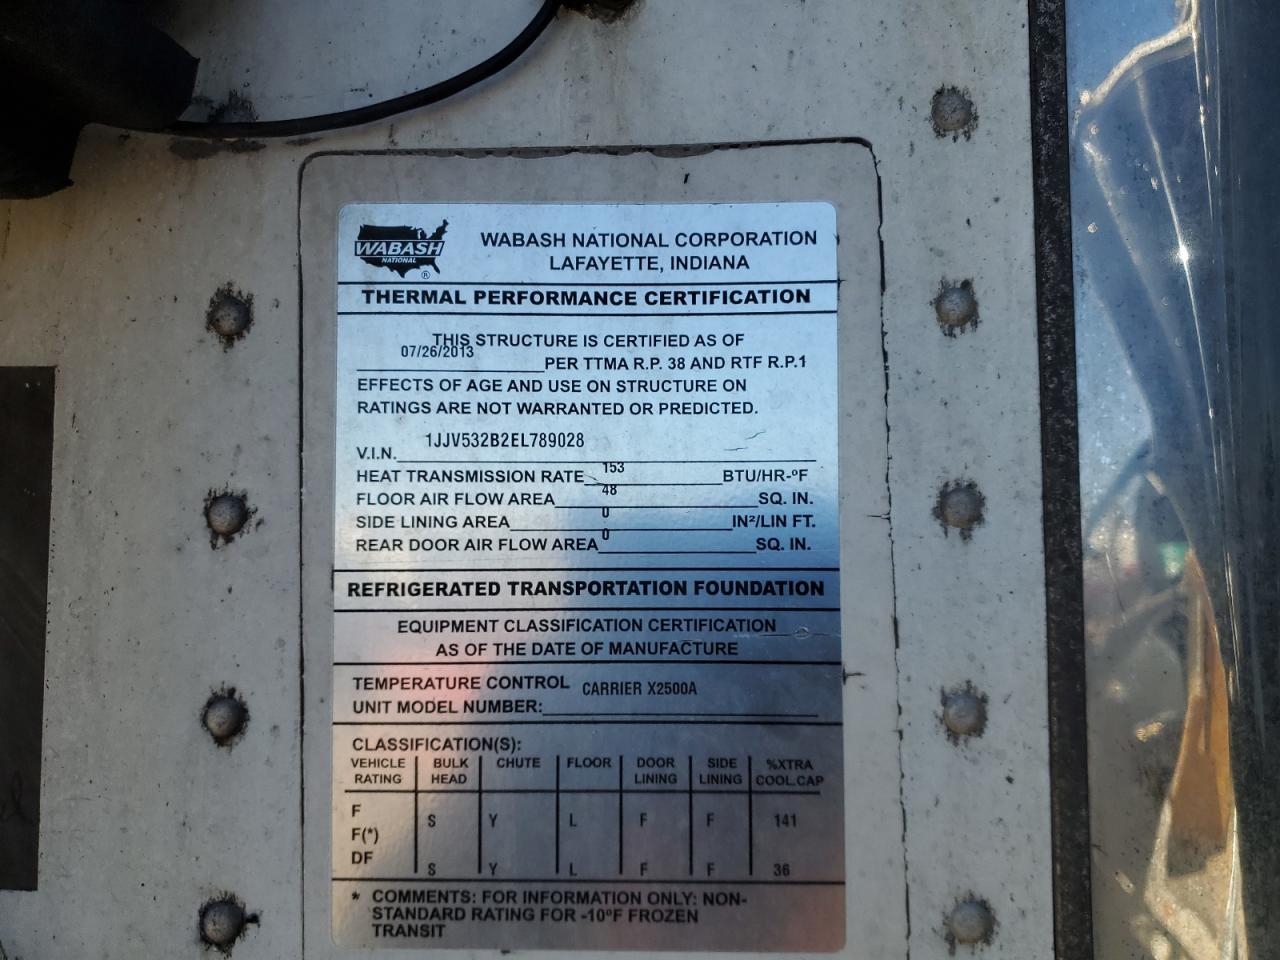 WABASH
NATIONAL
®
WABASH NATIONAL CORPORATION
LAFAYETTE, INDIANA
THERMAL PERFORMANCE CERTIFICATION
THIS STRUCTURE IS CERTIFIED AS OF
07/26/2013 PER TTMA R.P. 38 AND RTF R.P.1
EFFECTS OF AGE AND USE ON STRUCTURE ON
RATINGS ARE NOT WARRANTED OR PREDICTED.
V.I.N. 1JJV532B2EL789028
HEAT TRANSMISSION RATE 153 BTU/HR-ºF
FLOOR AIR FLOW AREA 48 SQ. IN.
SIDE LINING AREA 0 IN²/LIN FT.
REAR DOOR AIR FLOW AREA 0 SQ. IN.
REFRIGERATED TRANSPORTATION FOUNDATION
EQUIPMENT CLASSIFICATION CERTIFICATION
AS OF THE DATE OF MANUFACTURE
TEMPERATURE CONTROL CARRIER X2500A
UNIT MODEL NUMBER:
CLASSIFICATION(S):
VEHICLE BULK CHUTE FLOOR DOOR SIDE %XTRA
RATING HEAD LINING LINING COOL.CAP
F S Y L F F 141
F(*)
DF S Y L F F 36
* COMMENTS: FOR INFORMATION ONLY: NON-
STANDARD RATING FOR -10ºF FROZEN
TRANSIT